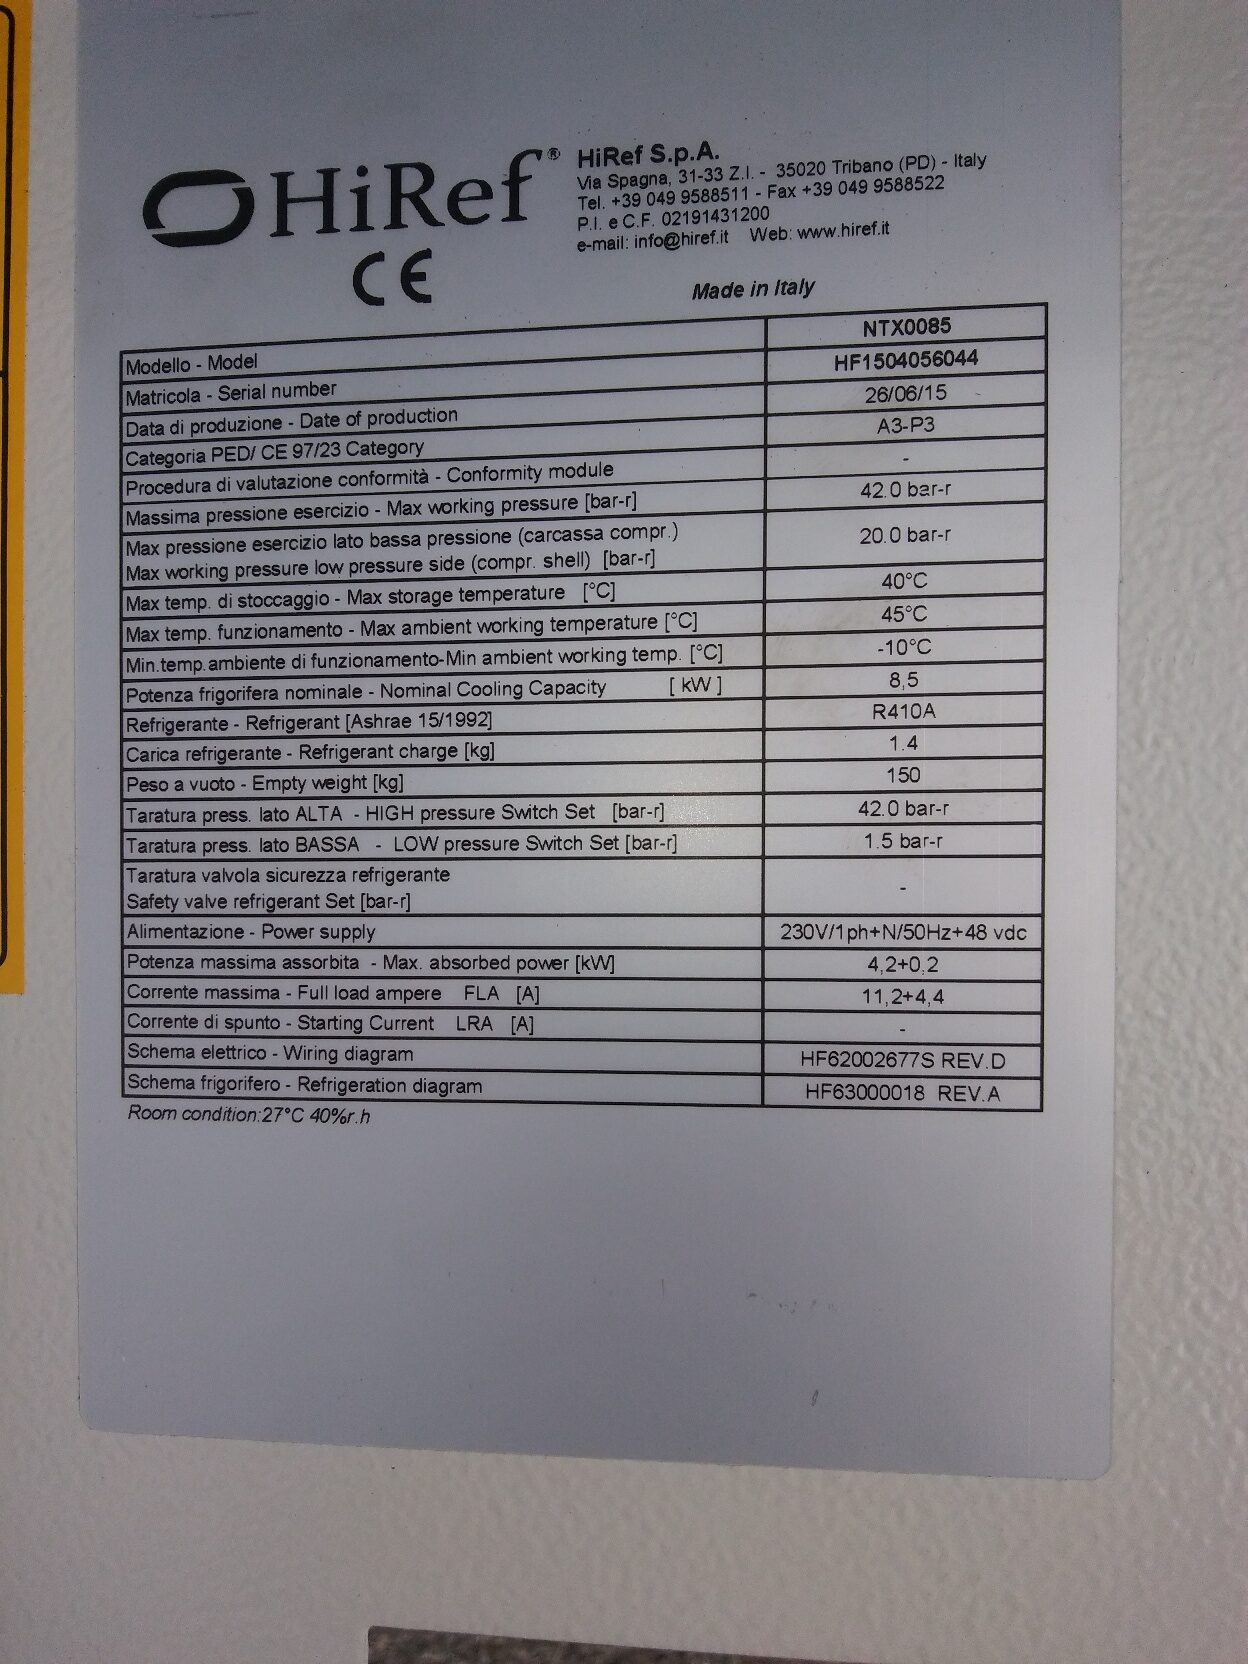 HiRef®
HiRef S.p.A.
Via Spagna, 31-33 Z.I. - 35020 Tribano (PD) - Italy
Tel. +39 049 9588511 - Fax +39 049 9588522
P.I. e C.F. 02191431200
e-mail: info@hiref.it Web: www.hiref.it
CE
Made in Italy
Modello - Model NTX0085
Matricola - Serial number HF1504056044
Data di produzione - Date of production 26/06/15
Categoria PED/ CE 97/23 Category A3-P3
Procedura di valutazione conformità - Conformity module -
Massima pressione esercizio - Max working pressure [bar-r] 42.0 bar-r
Max pressione esercizio lato bassa pressione (carcassa compr.)
Max working pressure low pressure side (compr. shell) [bar-r] 20.0 bar-r
Max temp. di stoccaggio - Max storage temperature [°C] 40°C
Max temp. funzionamento - Max ambient working temperature [°C] 45°C
Min.temp.ambiente di funzionamento-Min ambient working temp. [°C] -10°C
Potenza frigorifera nominale - Nominal Cooling Capacity [ kW ] 8,5
Refrigerante - Refrigerant [Ashrae 15/1992] R410A
Carica refrigerante - Refrigerant charge [kg] 1.4
Peso a vuoto - Empty weight [kg] 150
Taratura press. lato ALTA - HIGH pressure Switch Set [bar-r] 42.0 bar-r
Taratura press. lato BASSA - LOW pressure Switch Set [bar-r] 1.5 bar-r
Taratura valvola sicurezza refrigerante
Safety valve refrigerant Set [bar-r] -
Alimentazione - Power supply 230V/1ph+N/50Hz+48 vdc
Potenza massima assorbita - Max. absorbed power [kW] 4,2+0,2
Corrente massima - Full load ampere FLA [A] 11,2+4,4
Corrente di spunto - Starting Current LRA [A] -
Schema elettrico - Wiring diagram HF62002677S REV.D
Schema frigorifero - Refrigeration diagram HF63000018 REV.A
Room condition:27°C 40%r.h